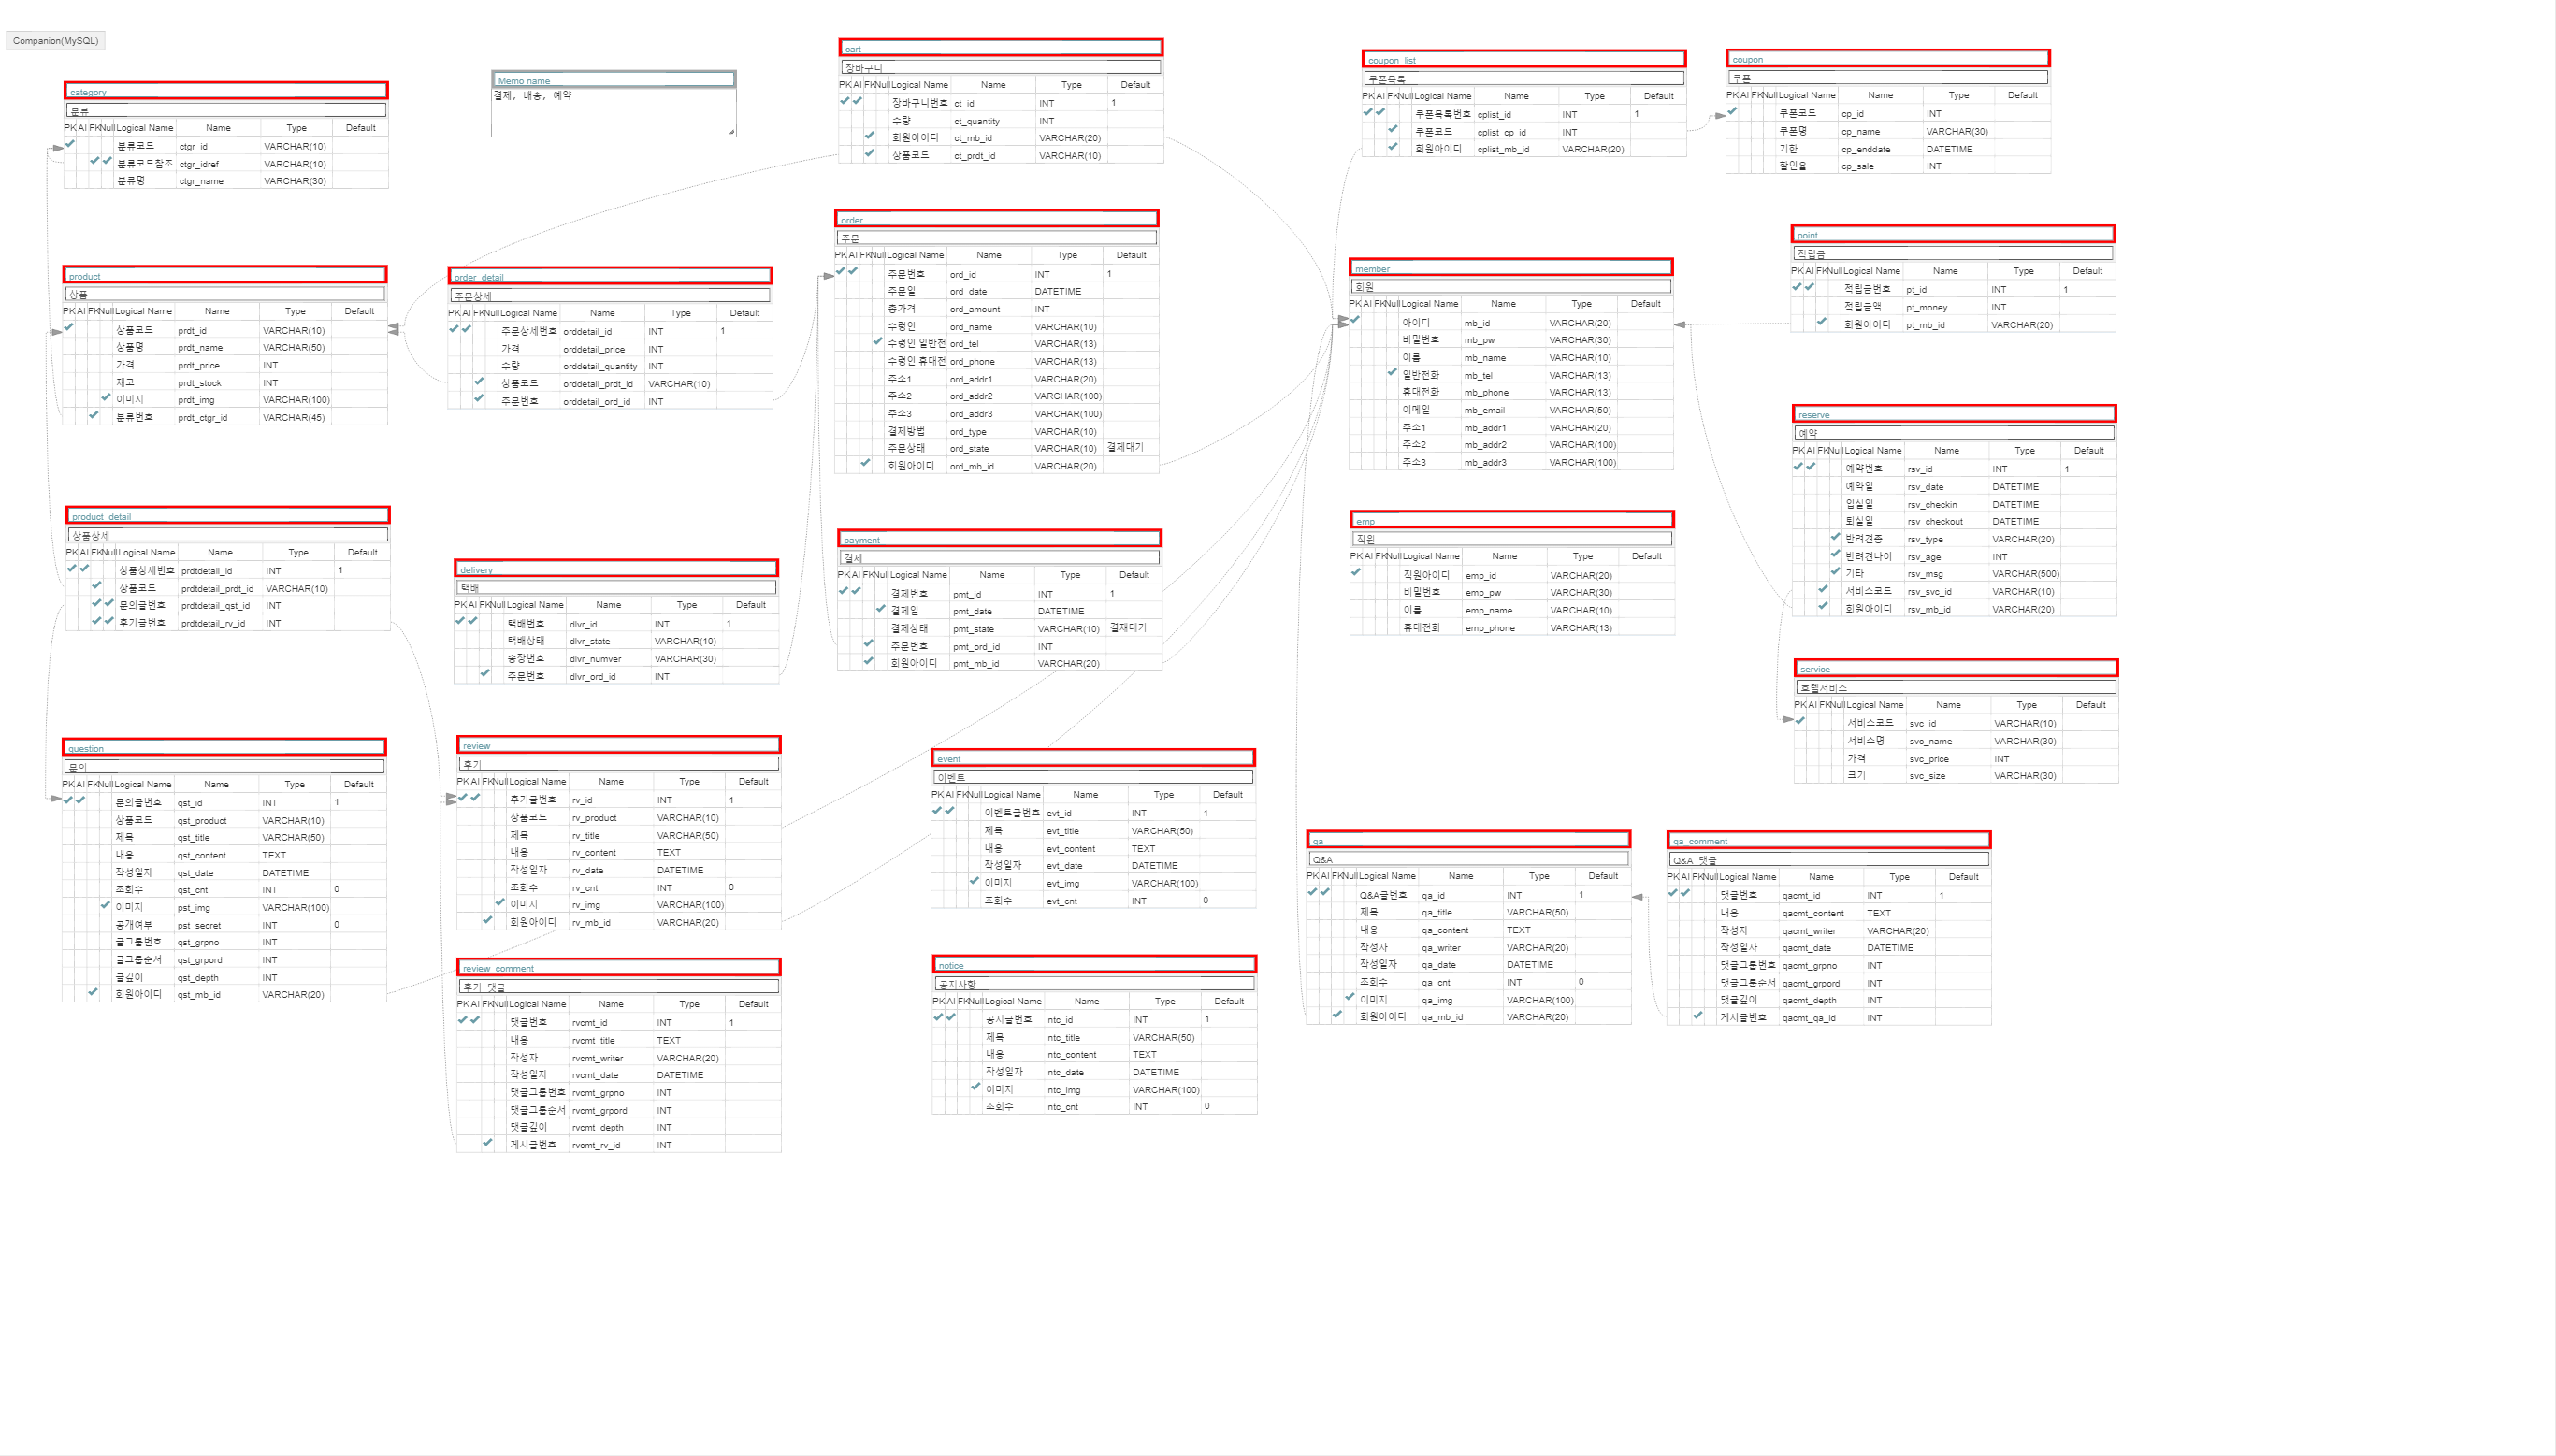 Companion(MySQL)
category
분류
PK AI FK Null Logical Name Name Type Default
분류코드 ctgr_id VARCHAR(10)
분류코드참조 ctgr_idref VARCHAR(10)
분류명 ctgr_name VARCHAR(30)
Memo name
결제, 배송, 예약
cart
장바구니
PK AI FK Null Logical Name Name Type Default
장바구니번호 ct_id INT 1
수량 ct_quantity INT
회원아이디 ct_mb_id VARCHAR(20)
상품코드 ct_prdt_id VARCHAR(10)
coupon_list
쿠폰목록
PK AI FK Null Logical Name Name Type Default
쿠폰목록번호 cplist_id INT 1
쿠폰코드 cplist_cp_id INT
회원아이디 cplist_mb_id VARCHAR(20)
coupon
쿠폰
PK AI FK Null Logical Name Name Type Default
쿠폰코드 cp_id INT
쿠폰명 cp_name VARCHAR(30)
기한 cp_enddate DATETIME
할인율 cp_sale INT
product
상품
PK AI FK Null Logical Name Name Type Default
상품코드 prdt_id VARCHAR(10)
상품명 prdt_name VARCHAR(50)
가격 prdt_price INT
재고 prdt_stock INT
이미지 prdt_img VARCHAR(100)
분류번호 prdt_ctgr_id VARCHAR(45)
order_detail
주문상세
PK AI FK Null Logical Name Name Type Default
주문상세번호 orddetail_id INT 1
가격 orddetail_price INT
수량 orddetail_quantity INT
상품코드 orddetail_prdt_id VARCHAR(10)
주문번호 orddetail_ord_id INT
order
주문
PK AI FK Null Logical Name Name Type Default
주문번호 ord_id INT 1
주문일 ord_date DATETIME
총가격 ord_amount INT
수령인 ord_name VARCHAR(10)
수령인 일반전 ord_tel VARCHAR(13)
수령인 휴대전 ord_phone VARCHAR(13)
주소1 ord_addr1 VARCHAR(20)
주소2 ord_addr2 VARCHAR(100)
주소3 ord_addr3 VARCHAR(100)
결제방법 ord_type VARCHAR(10)
주문상태 ord_state VARCHAR(10) 결제대기
회원아이디 ord_mb_id VARCHAR(20)
member
회원
PK AI FK Null Logical Name Name Type Default
아이디 mb_id VARCHAR(20)
비밀번호 mb_pw VARCHAR(30)
이름 mb_name VARCHAR(10)
일반전화 mb_tel VARCHAR(13)
휴대전화 mb_phone VARCHAR(13)
이메일 mb_email VARCHAR(50)
주소1 mb_addr1 VARCHAR(20)
주소2 mb_addr2 VARCHAR(100)
주소3 mb_addr3 VARCHAR(100)
point
적립금
PK AI FK Null Logical Name Name Type Default
적립금번호 pt_id INT 1
적립금액 pt_money INT
회원아이디 pt_mb_id VARCHAR(20)
reserve
예약
PK AI FK Null Logical Name Name Type Default
예약번호 rsv_id INT 1
예약일 rsv_date DATETIME
입실일 rsv_checkin DATETIME
퇴실일 rsv_checkout DATETIME
반려견종 rsv_type VARCHAR(20)
반려견나이 rsv_age INT
기타 rsv_msg VARCHAR(500)
서비스코드 rsv_svc_id VARCHAR(10)
회원아이디 rsv_mb_id VARCHAR(20)
product_detail
상품상세
PK AI FK Null Logical Name Name Type Default
상품상세번호 prdtdetail_id INT 1
상품코드 prdtdetail_prdt_id VARCHAR(10)
문의글번호 prdtdetail_qst_id INT
후기글번호 prdtdetail_rv_id INT
delivery
택배
PK AI FK Null Logical Name Name Type Default
택배번호 dlvr_id INT 1
택배상태 dlvr_state VARCHAR(10)
송장번호 dlvr_numver VARCHAR(30)
주문번호 dlvr_ord_id INT
payment
결제
PK AI FK Null Logical Name Name Type Default
결제번호 pmt_id INT 1
결제일 pmt_date DATETIME
결제상태 pmt_state VARCHAR(10) 결재대기
주문번호 pmt_ord_id INT
회원아이디 pmt_mb_id VARCHAR(20)
emp
직원
PK AI FK Null Logical Name Name Type Default
직원아이디 emp_id VARCHAR(20)
비밀번호 emp_pw VARCHAR(30)
이름 emp_name VARCHAR(10)
휴대전화 emp_phone VARCHAR(13)
service
호텔서비스
PK AI FK Null Logical Name Name Type Default
서비스코드 svc_id VARCHAR(10)
서비스명 svc_name VARCHAR(30)
가격 svc_price INT
크기 svc_size VARCHAR(30)
question
문의
PK AI FK Null Logical Name Name Type Default
문의글번호 qst_id INT 1
상품코드 qst_product VARCHAR(10)
제목 qst_title VARCHAR(50)
내용 qst_content TEXT
작성일자 qst_date DATETIME
조회수 qst_cnt INT 0
이미지 pst_img VARCHAR(100)
공개여부 pst_secret INT 0
글그룹번호 qst_grpno INT
글그룹순서 qst_grpord INT
글깊이 qst_depth INT
회원아이디 qst_mb_id VARCHAR(20)
review
후기
PK AI FK Null Logical Name Name Type Default
후기글번호 rv_id INT 1
상품코드 rv_product VARCHAR(10)
제목 rv_title VARCHAR(50)
내용 rv_content TEXT
작성일자 rv_date DATETIME
조회수 rv_cnt INT 0
이미지 rv_img VARCHAR(100)
회원아이디 rv_mb_id VARCHAR(20)
event
이벤트
PK AI FK Null Logical Name Name Type Default
이벤트글번호 evt_id INT 1
제목 evt_title VARCHAR(50)
내용 evt_content TEXT
작성일자 evt_date DATETIME
이미지 evt_img VARCHAR(100)
조회수 evt_cnt INT 0
qa
Q&A
PK AI FK Null Logical Name Name Type Default
Q&A글번호 qa_id INT 1
제목 qa_title VARCHAR(50)
내용 qa_content TEXT
작성자 qa_writer VARCHAR(20)
작성일자 qa_date DATETIME
조회수 qa_cnt INT 0
이미지 qa_img VARCHAR(100)
회원아이디 qa_mb_id VARCHAR(20)
qa_comment
Q&A 댓글
PK AI FK Null Logical Name Name Type Default
댓글번호 qacmt_id INT 1
내용 qacmt_content TEXT
작성자 qacmt_writer VARCHAR(20)
작성일자 qacmt_date DATETIME
댓글그룹번호 qacmt_grpno INT
댓글그룹순서 qacmt_grpord INT
댓글깊이 qacmt_depth INT
게시글번호 qacmt_qa_id INT
review_comment
후기 댓글
PK AI FK Null Logical Name Name Type Default
댓글번호 rvcmt_id INT 1
내용 rvcmt_title TEXT
작성자 rvcmt_writer VARCHAR(20)
작성일자 rvcmt_date DATETIME
댓글그룹번호 rvcmt_grpno INT
댓글그룹순서 rvcmt_grpord INT
댓글깊이 rvcmt_depth INT
게시글번호 rvcmt_rv_id INT
notice
공지사항
PK AI FK Null Logical Name Name Type Default
공지글번호 ntc_id INT 1
제목 ntc_title VARCHAR(50)
내용 ntc_content TEXT
작성일자 ntc_date DATETIME
이미지 ntc_img VARCHAR(100)
조회수 ntc_cnt INT 0